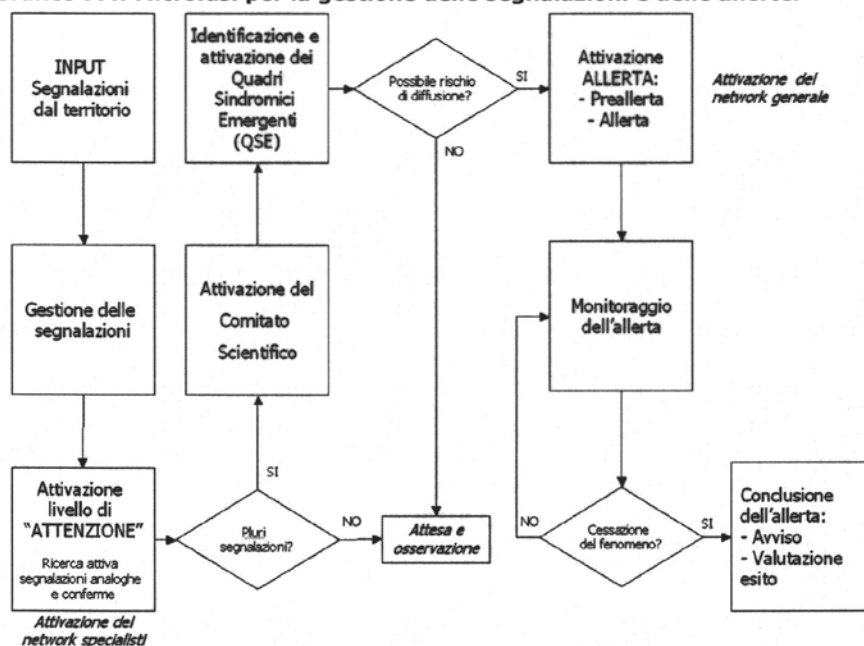 INPUT
Segnalazioni
dal territorio
Gestione delle
segnalazioni
Attivazione
livello di
“ATTENZIONE”
Ricerca attiva
segnalazioni analoghe
e conferme
Attivazione del
network specialisti
Pluri
segnalazioni?
SI
NO
Attivazione del
Comitato
Scientifico
Identificazione e
attivazione dei
Quadri
Sindromici
Emergenti
(QSE)
Possibile rischio
di diffusione?
SI
NO
Attesa e
osservazione
Attivazione
ALLERTA:
- Preallerta
- Allerta
Attivazione del
network generale
Monitoraggio
dell’allerta
Cessazione
del fenomeno?
NO
SI
Conclusione
dell’allerta:
- Avviso
- Valutazione
esito